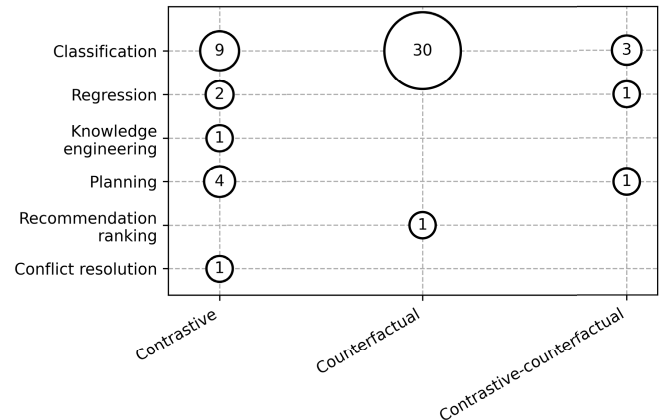 Classification 9 30 3
Regression 2 1
Knowledge
engineering 1
Planning 4 1
Recommendation
ranking 1
Conflict resolution 1
Contrastive
Counterfactual
Contrastive-counterfactual